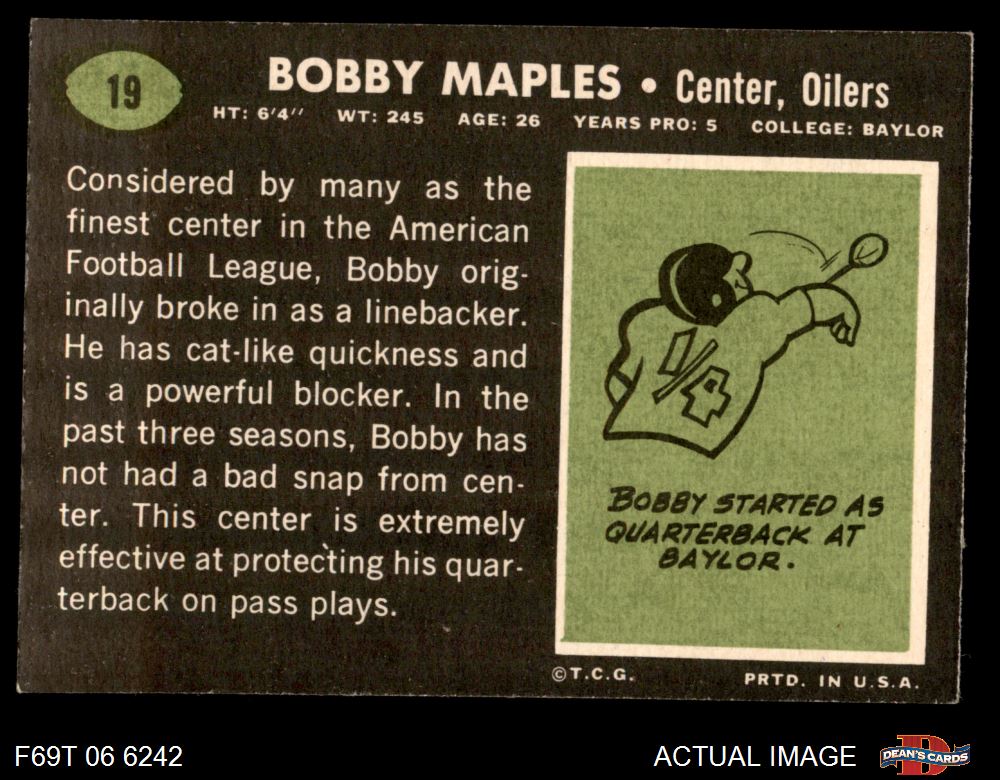 19
BOBBY MAPLES • Center, Oilers
HT: 6'4'' WT: 245 AGE: 26 YEARS PRO: 5 COLLEGE: BAYLOR
Considered by many as the
finest center in the American
Football League, Bobby orig-
inally broke in as a linebacker.
He has cat-like quickness and
is a powerful blocker. In the
past three seasons, Bobby has
not had a bad snap from cen-
ter. This center is extremely
effective at protecting his quar-
terback on pass plays.
1/4
BOBBY STARTED AS
QUARTERBACK AT
BAYLOR.
©T.C.G. PRTD. IN U.S.A.
F69T 06 6242 ACTUAL IMAGE DEAN'S CARDS